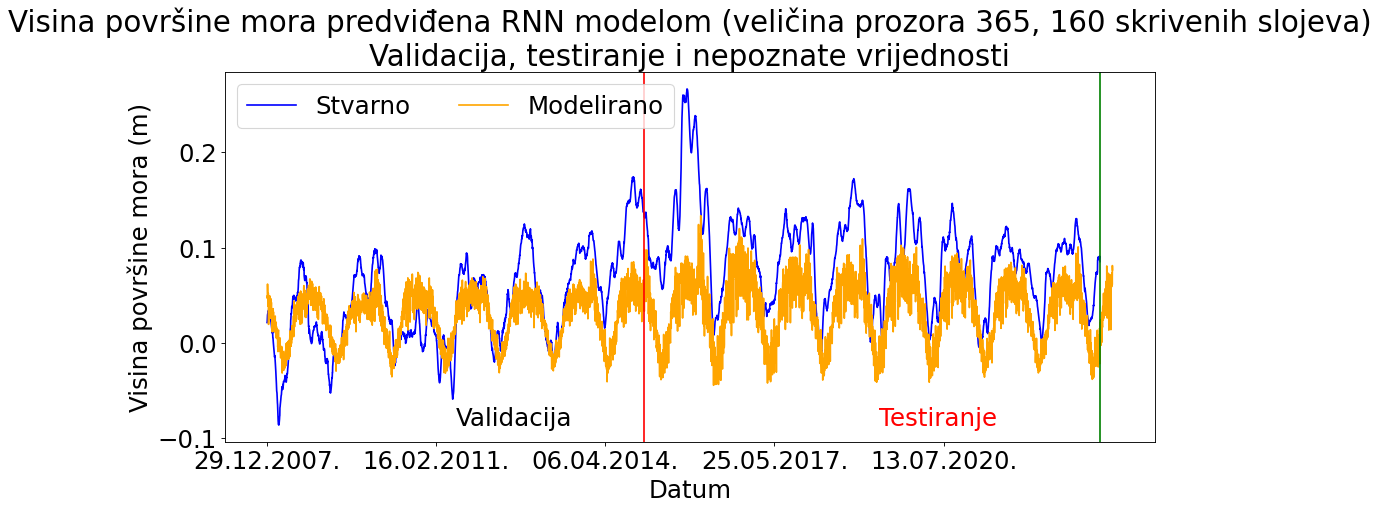 Visina površine mora predviđena RNN modelom (veličina prozora 365, 160 skrivenih slojeva)
Validacija, testiranje i nepoznate vrijednosti
Stvarno Modelirano
Visina površine mora (m)
0.2
0.1
0.0
−0.1
Validacija Testiranje
29.12.2007. 16.02.2011. 06.04.2014. 25.05.2017. 13.07.2020.
Datum